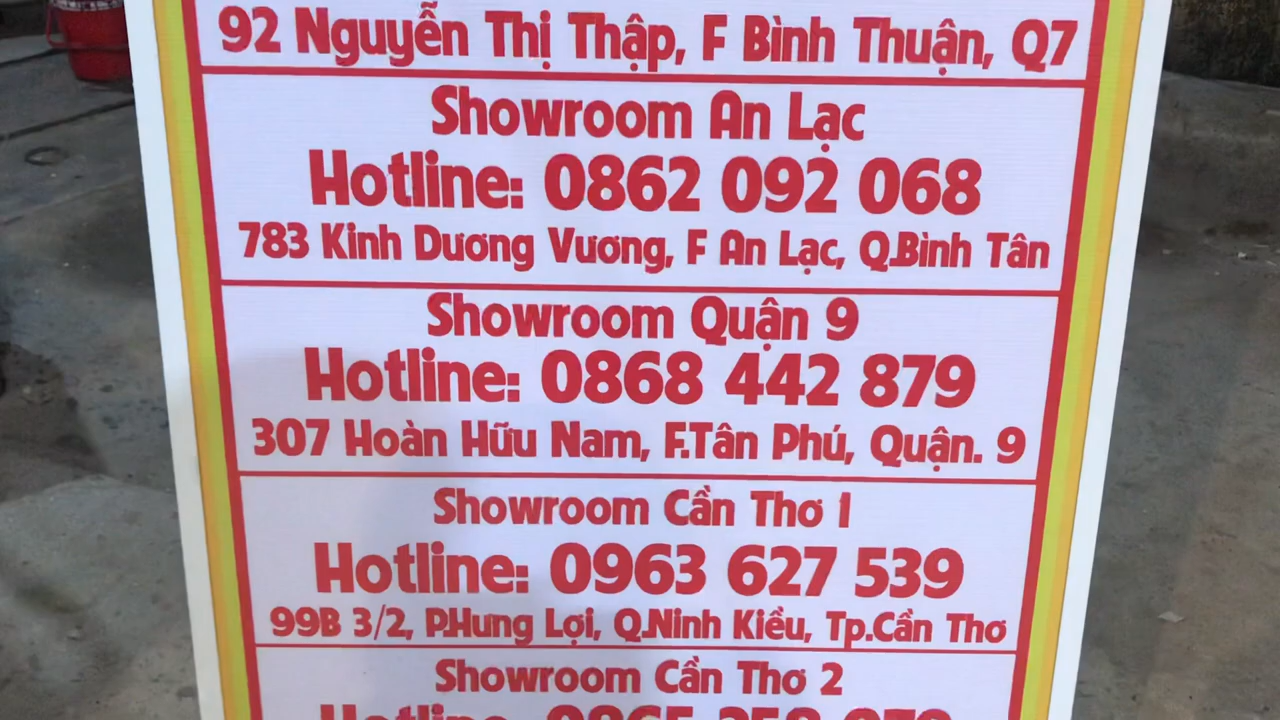 92 Nguyễn Thị Thập, F Bình Thuận, Q7
Showroom An Lạc
Hotline: 0862 092 068
783 Kinh Dương Vương, F An Lạc, Q.Bình Tân
Showroom Quận 9
Hotline: 0868 442 879
307 Hoàn Hữu Nam, F.Tân Phú, Quận. 9
Showroom Cần Thơ 1
Hotline: 0963 627 539
99B 3/2, P.Hưng Lợi, Q.Ninh Kiều, Tp.Cần Thơ
Showroom Cần Thơ 2
Hotline: